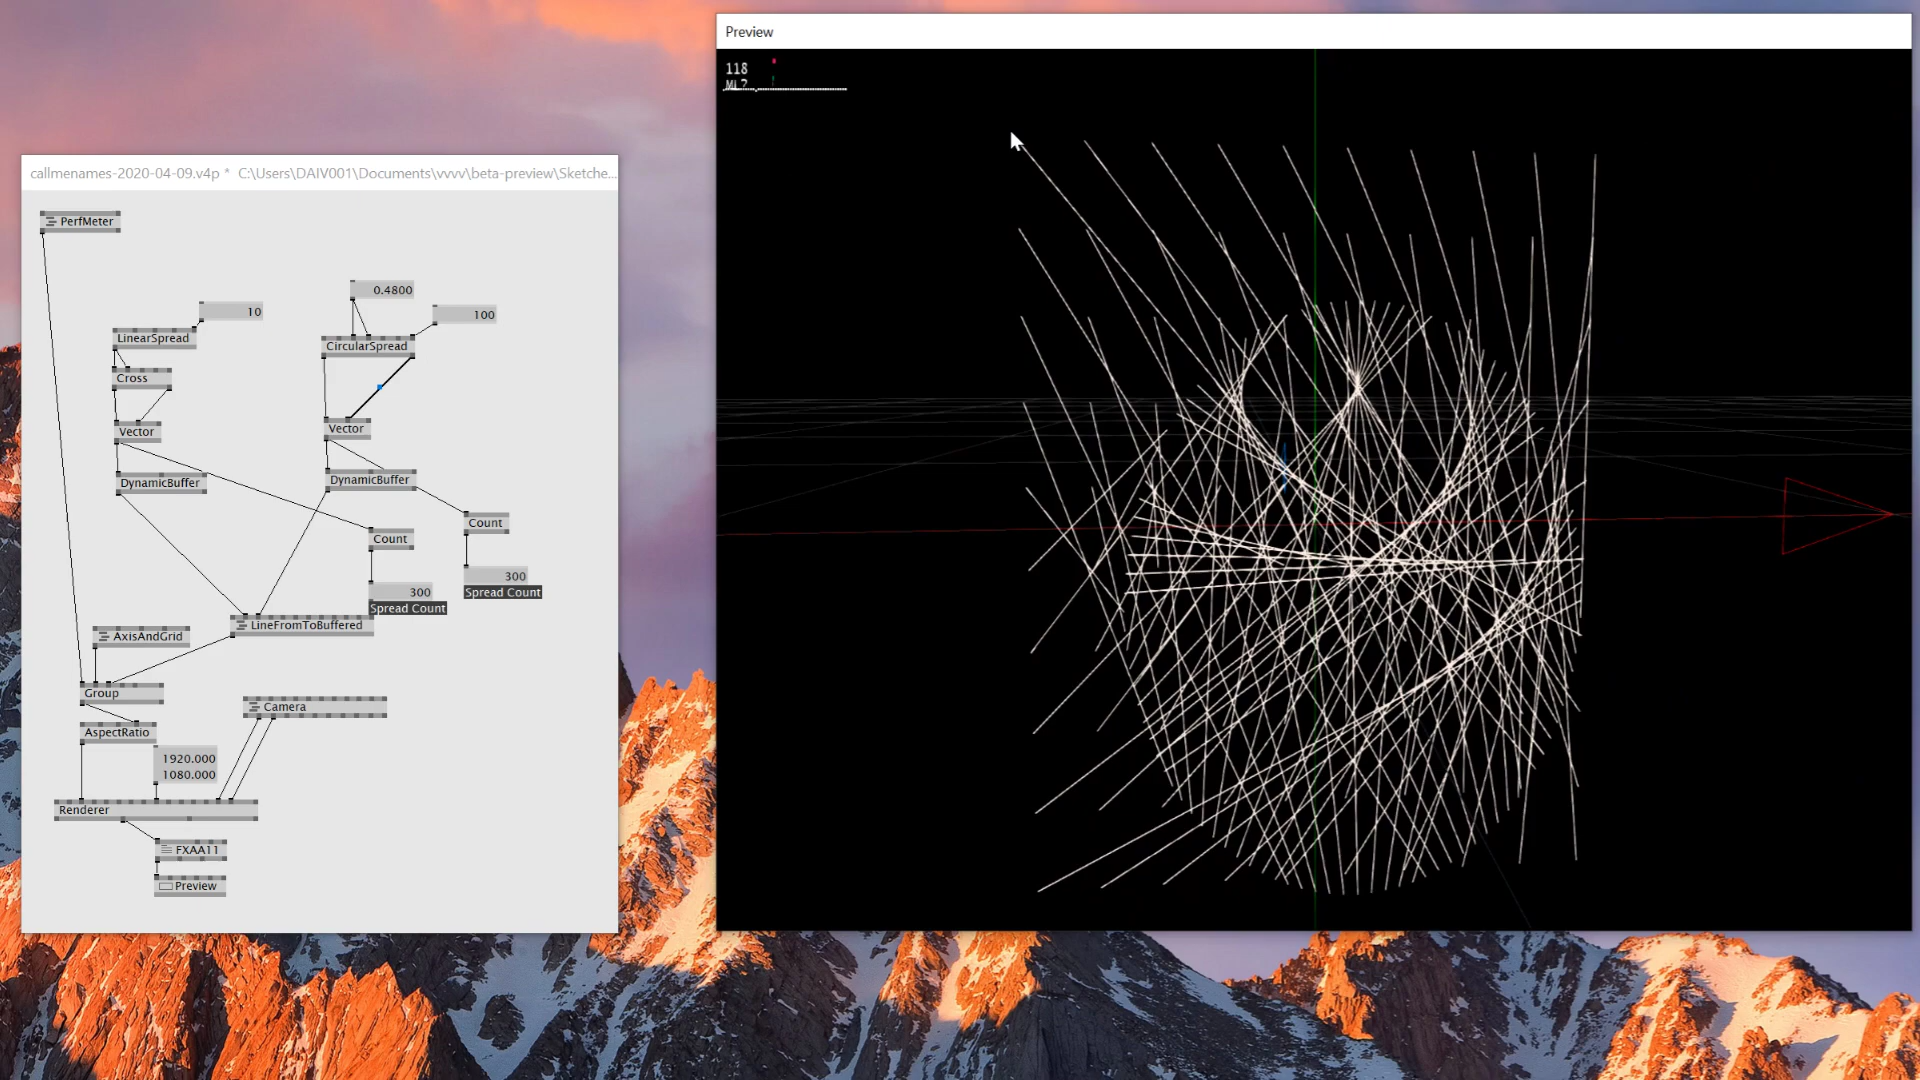 Preview
118
callmenames-2020-04-09.v4p * C:\Users\DAIV001\Documents\vvvv\beta-preview\Sketche...
PerfMeter
0.4800
10
100
LinearSpread
CircularSpread
Cross
Vector
Vector
DynamicBuffer
DynamicBuffer
Count
Count
300
Spread Count
300
Spread Count
LineFromToBuffered
AxisAndGrid
Group
Camera
AspectRatio
1920.000
1080.000
Renderer
FXAA11
Preview